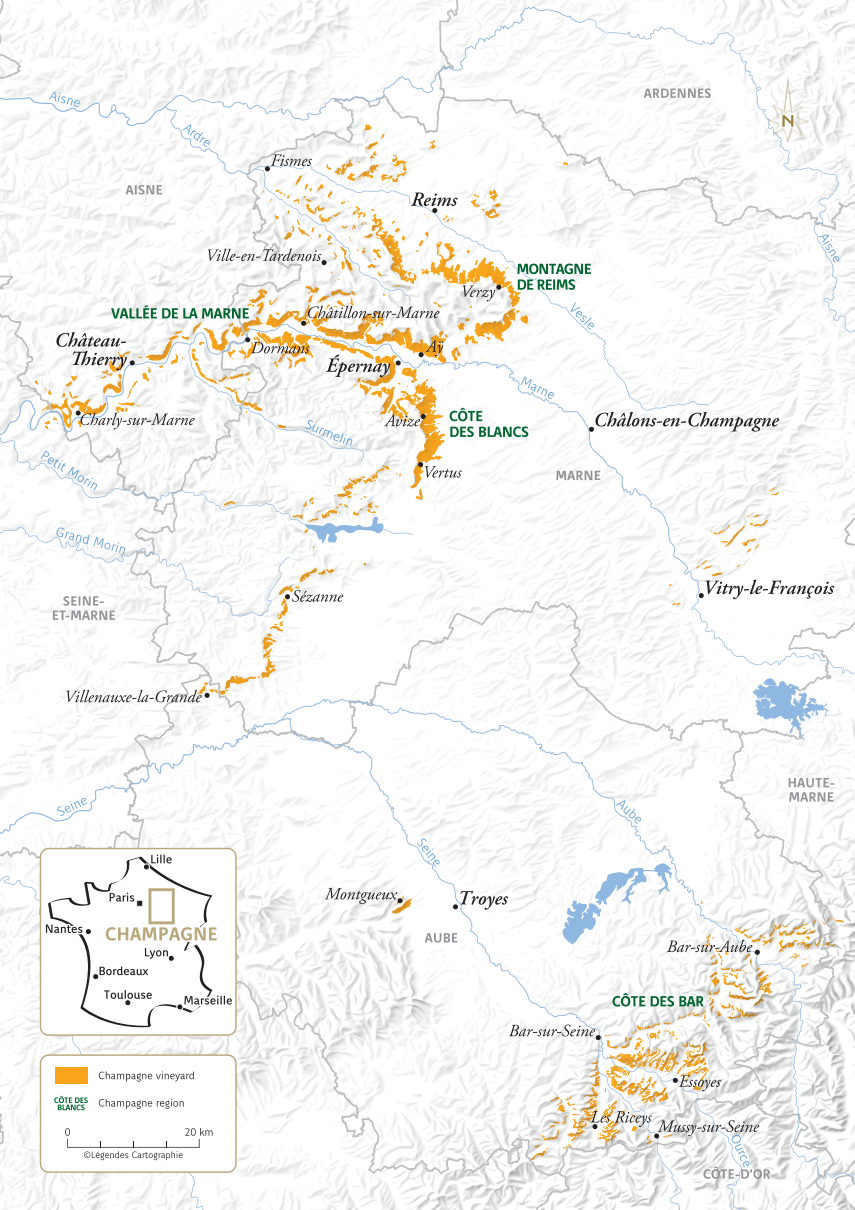 ARDENNES
Aisne
N
Ardre
Fismes
AISNE
Reims
Aisne
Ville-en-Tardenois
MONTAGNE
DE REIMS
Verzy
VALLÉE DE LA MARNE
Châtillon-sur-Marne
Vesle
Château-
Thierry
Dormans
Aÿ
Épernay
Marne
Charly-sur-Marne
Avize
CÔTE
DES BLANCS
Châlons-en-Champagne
Surmelin
Petit Morin
Vertus
MARNE
Grand Morin
Vitry-le-François
SEINE-
ET-MARNE
Sézanne
Villenauxe-la-Grande
HAUTE-
MARNE
Seine
Aube
Seine
Montgueux
Troyes
AUBE
Bar-sur-Aube
CÔTE DES BAR
Bar-sur-Seine
Essoyes
Les Riceys
Mussy-sur-Seine
Ource
CÔTE-D'OR
Lille
Paris
Nantes
CHAMPAGNE
Lyon
Bordeaux
Toulouse
Marseille
Champagne vineyard
CÔTE DES
BLANCS
Champagne region
0 20 km
©Légendes Cartographie